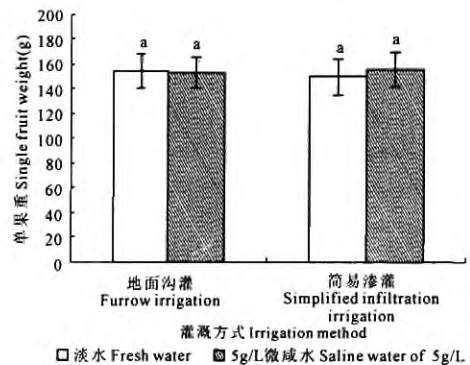 单果重 Single fruit weight(g)
200
180
160
140
120
100
80
60
40
20
0
a a a a
地面沟灌 简易渗灌
Furrow irrigation Simplified infiltration
irrigation
灌溉方式 Irrigation method
淡水 Fresh water 5g/L微咸水 Saline water of 5g/L